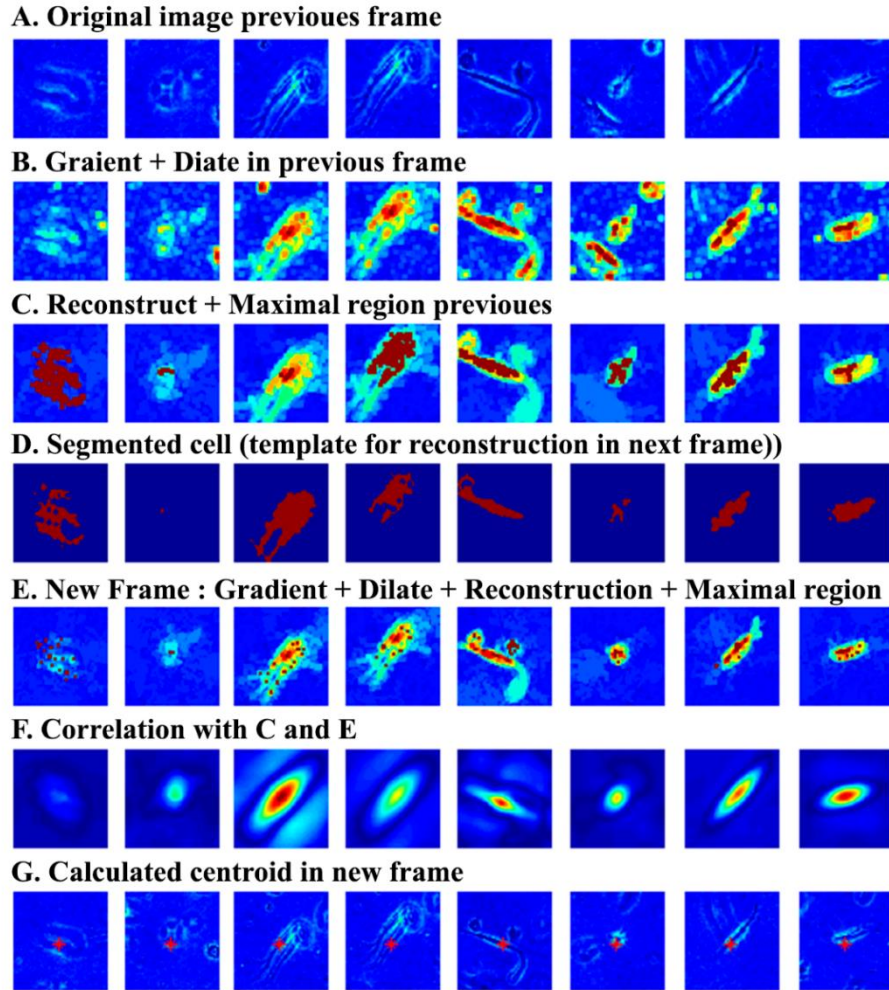 A. Original image previoues frame
B. Graient + Diate in previous frame
C. Reconstruct + Maximal region previoues
D. Segmented cell (template for reconstruction in next frame))
E. New Frame : Gradient + Dilate + Reconstruction + Maximal region
F. Correlation with C and E
G. Calculated centroid in new frame